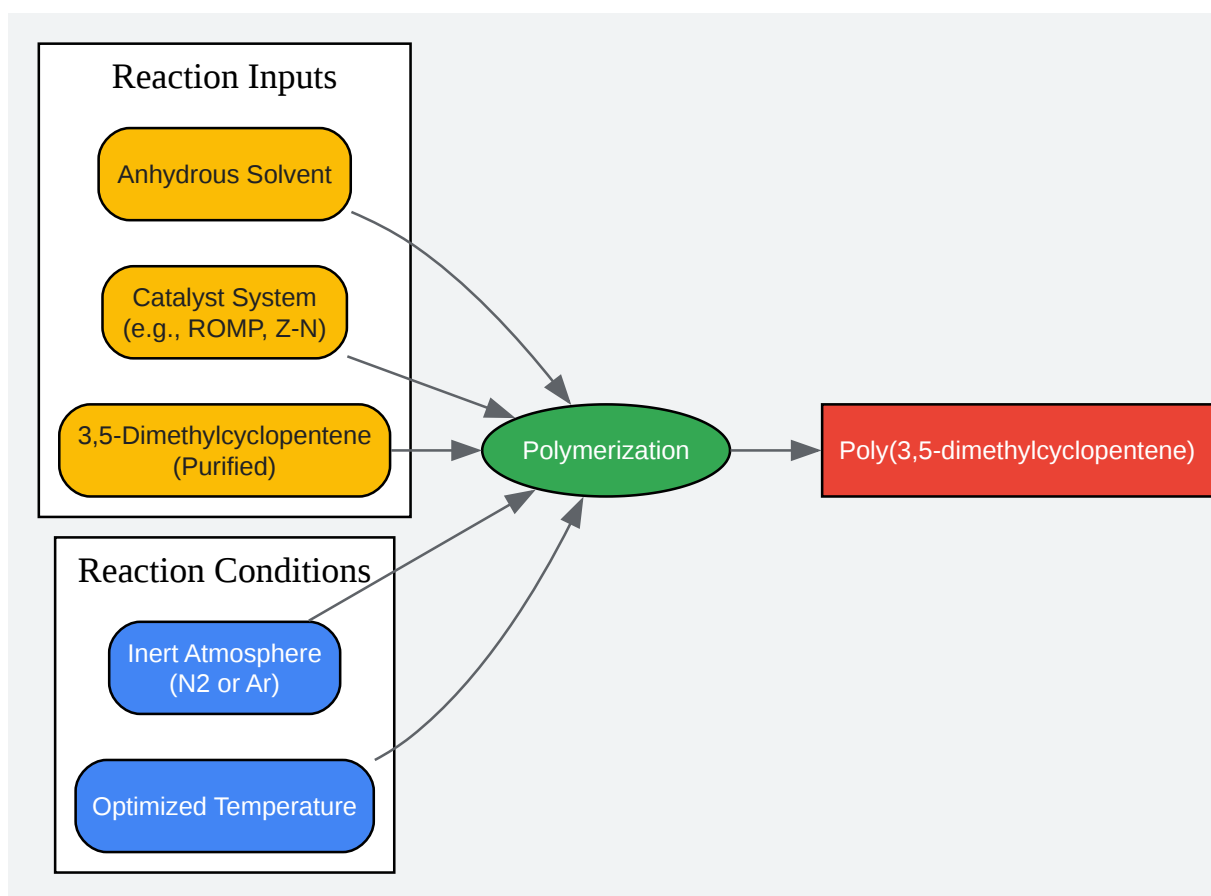 Reaction Inputs
Anhydrous Solvent
Catalyst System
(e.g., ROMP, Z-N)
3,5-Dimethylcyclopentene
(Purified)
Polymerization
Poly(3,5-dimethylcyclopentene)
Reaction Conditions
Inert Atmosphere
(N2 or Ar)
Optimized Temperature